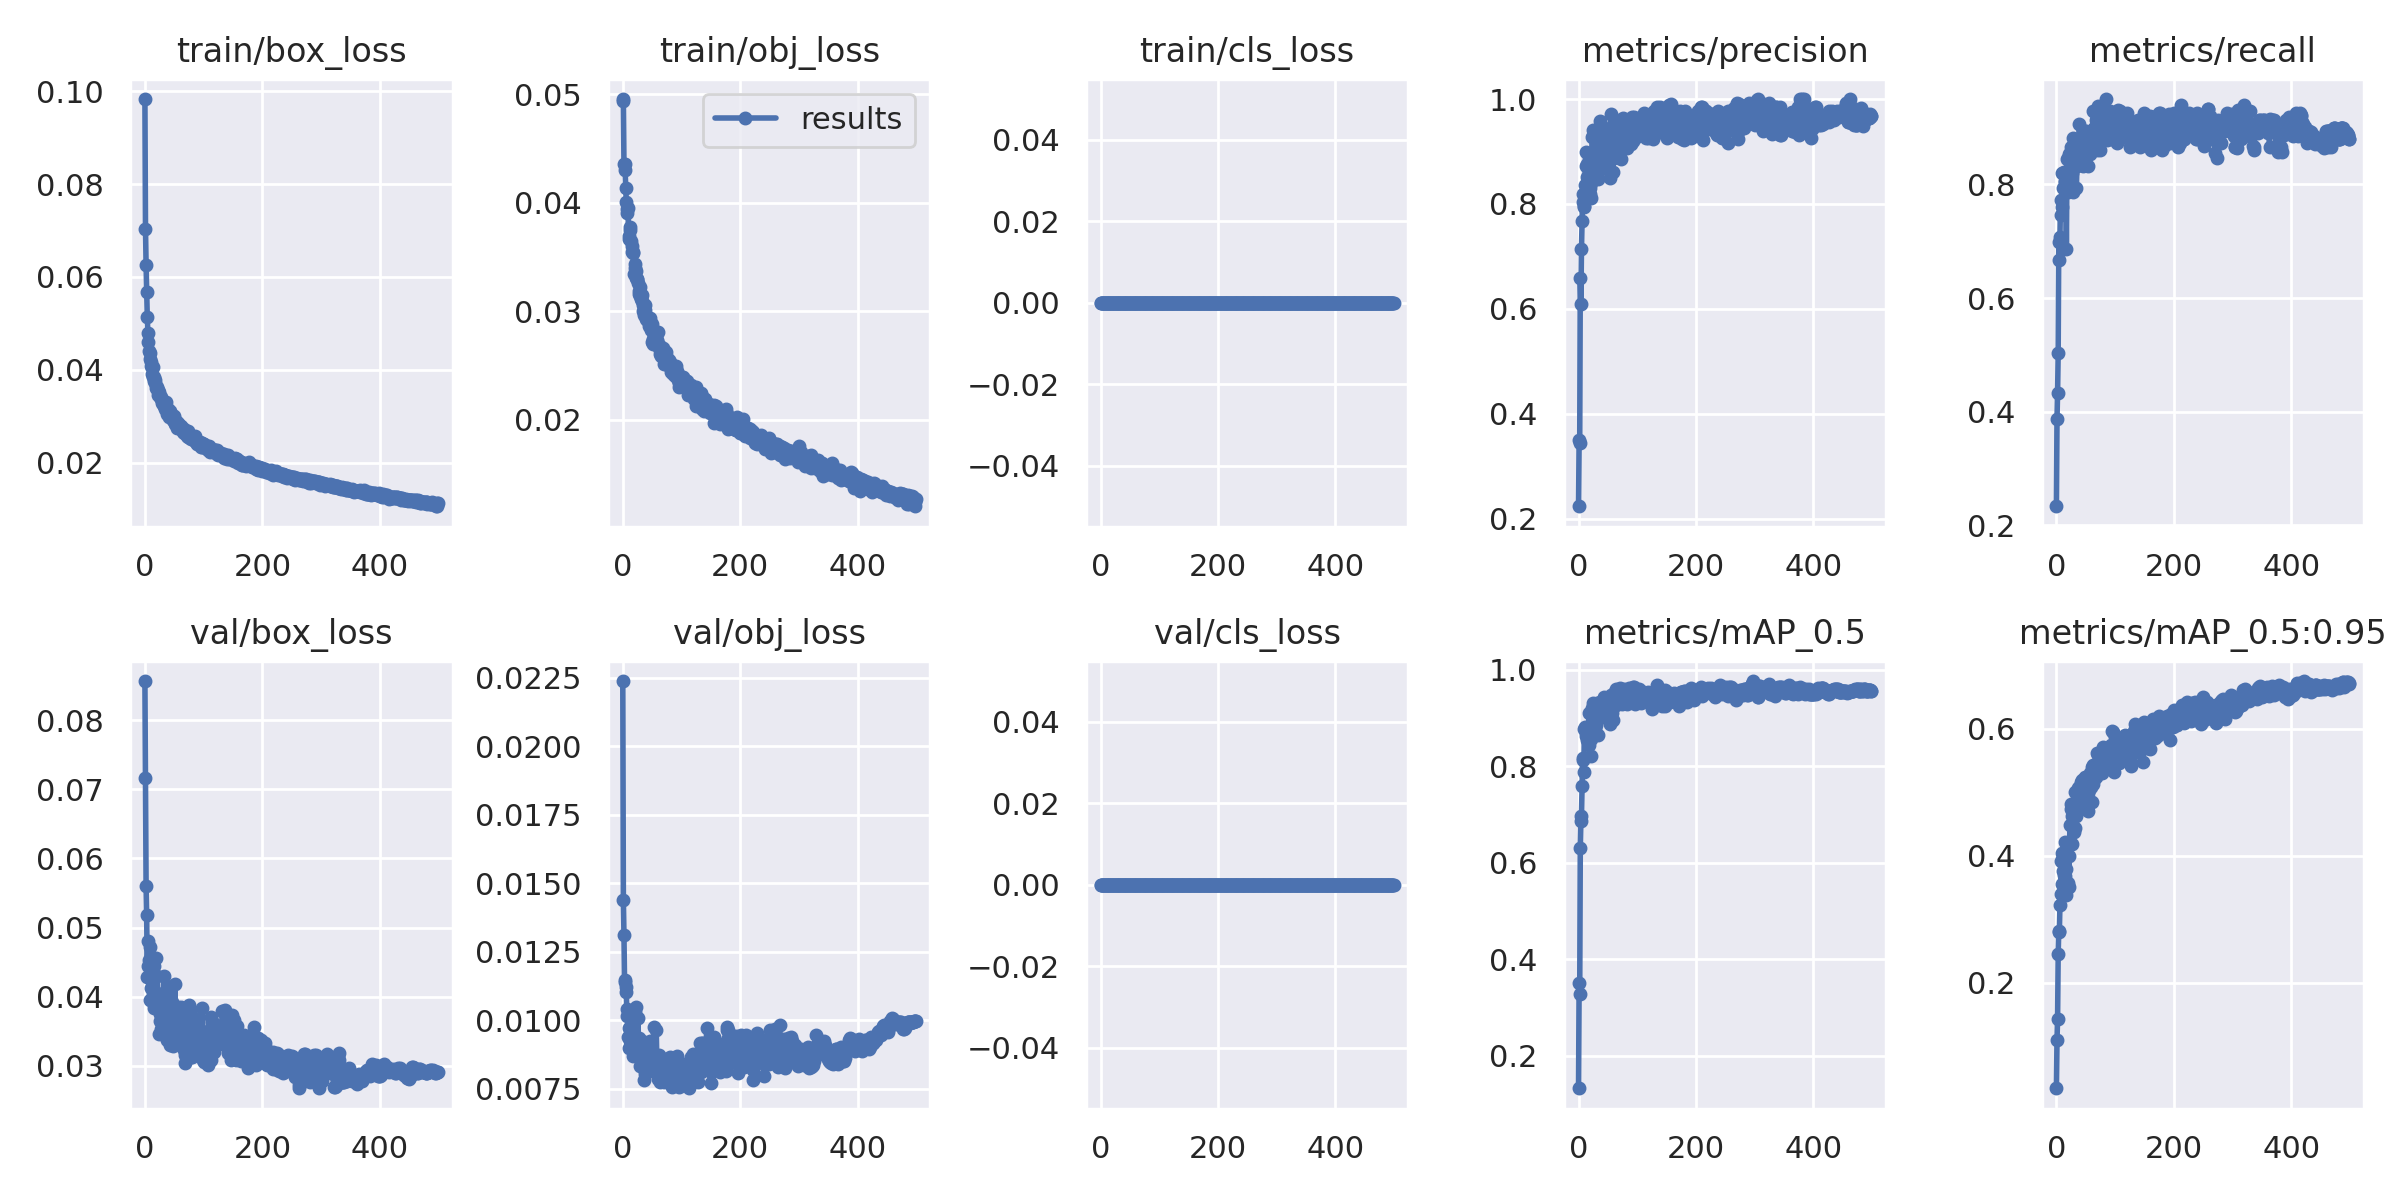 train/box_loss
0.10
0.08
0.06
0.04
0.02
0 200 400
train/obj_loss
results
0.05
0.04
0.03
0.02
0 200 400
train/cls_loss
0.04
0.02
0.00
−0.02
−0.04
0 200 400
metrics/precision
1.0
0.8
0.6
0.4
0.2
0 200 400
metrics/recall
0.8
0.6
0.4
0.2
0 200 400
val/box_loss
0.08
0.07
0.06
0.05
0.04
0.03
0 200 400
val/obj_loss
0.0225
0.0200
0.0175
0.0150
0.0125
0.0100
0.0075
0 200 400
val/cls_loss
0.04
0.02
0.00
−0.02
−0.04
0 200 400
metrics/mAP_0.5
1.0
0.8
0.6
0.4
0.2
0 200 400
metrics/mAP_0.5:0.95
0.6
0.4
0.2
0 200 400